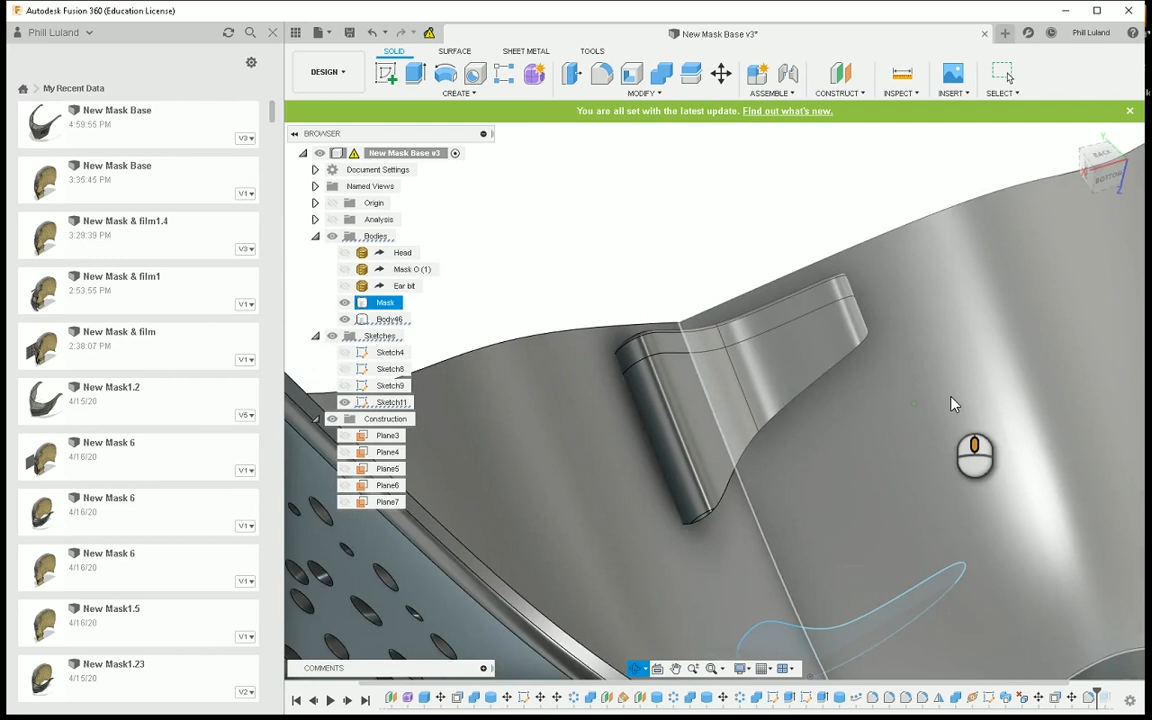 Autodesk Fusion 360 (Education License)
Phill Luland
New Mask Base v3*
Phill Luland
My Recent Data
New Mask Base
4:59:55 PM
V3
New Mask Base
3:35:45 PM
V1
New Mask & film1.4
3:29:39 PM
V3
New Mask & film1
2:53:55 PM
V1
New Mask & film
2:38:07 PM
V1
New Mask1.2
4/15/20
V5
New Mask 6
4/16/20
V1
New Mask 6
4/16/20
V1
New Mask 6
4/16/20
V1
New Mask1.5
4/16/20
V1
New Mask1.23
4/15/20
V2
SOLID SURFACE SHEET METAL TOOLS
DESIGN
CREATE MODIFY ASSEMBLE CONSTRUCT INSPECT INSERT SELECT
You are all set with the latest update. Find out what's new.
BROWSER
New Mask Base v3
Document Settings
Named Views
Origin
Analysis
Bodies
Head
Mask O (1)
Ear bit
Mask
Body46
Sketches
Sketch4
Sketch8
Sketch9
Sketch11
Construction
Plane3
Plane4
Plane5
Plane6
Plane7
BACK
BOTTOM
Y
X
Z
COMMENTS